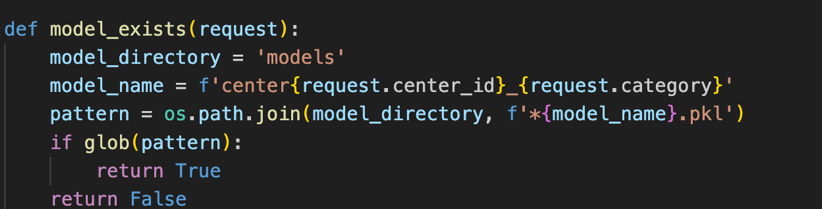 def model_exists(request):
    model_directory = 'models'
    model_name = f'center{request.center_id}_{request.category}'
    pattern = os.path.join(model_directory, f'*{model_name}.pkl')
    if glob(pattern):
        return True
    return False